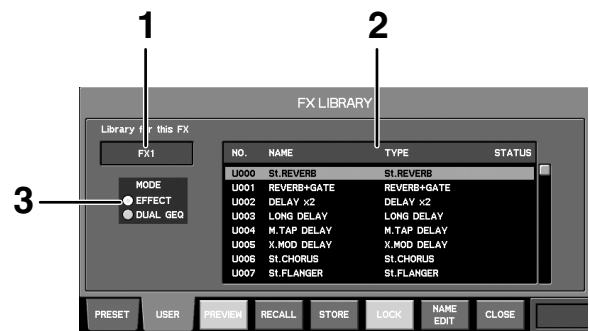 1
2
FX LIBRARY
Library for this FX
FX1
NO. NAME TYPE STATUS
U000 St.REVERB St.REVERB
U001 REVERB+GATE REVERB+GATE
U002 DELAY x2 DELAY x2
U003 LONG DELAY LONG DELAY
U004 M.TAP DELAY M.TAP DELAY
U005 X.MOD DELAY X.MOD DELAY
U006 St.CHORUS St.CHORUS
U007 St.FLANGER St.FLANGER
3
MODE
EFFECT
DUAL GEQ
PRESET USER PREVIEW RECALL STORE LOCK NAME EDIT CLOSE